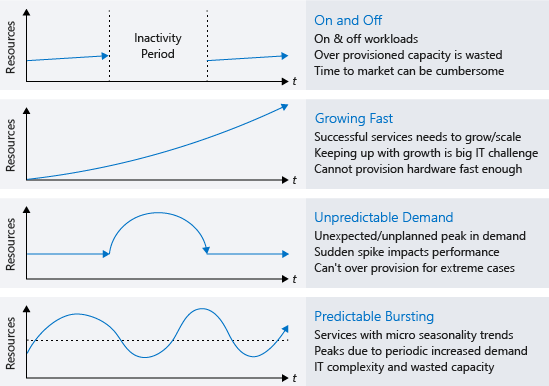 Resources
Inactivity
Period
t
On and Off
On & off workloads
Over provisioned capacity is wasted
Time to market can be cumbersome
Resources
t
Growing Fast
Successful services needs to grow/scale
Keeping up with growth is big IT challenge
Cannot provision hardware fast enough
Resources
t
Unpredictable Demand
Unexpected/unplanned peak in demand
Sudden spike impacts performance
Can't over provision for extreme cases
Resources
t
Predictable Bursting
Services with micro seasonality trends
Peaks due to periodic increased demand
IT complexity and wasted capacity